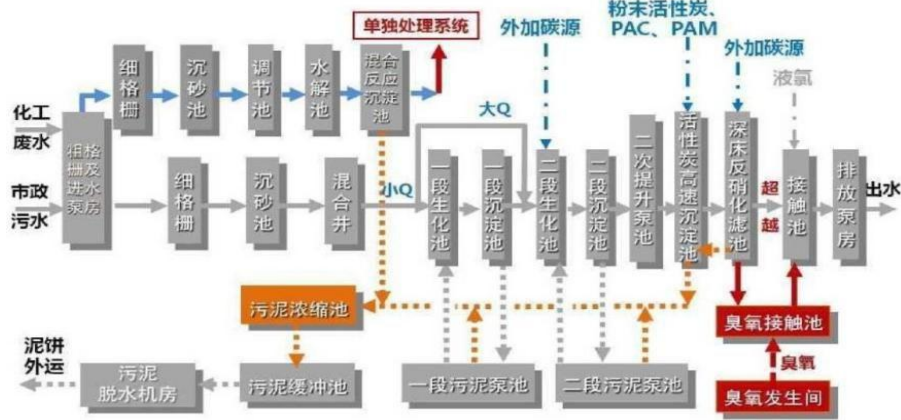 单独处理系统
外加碳源
粉末活性炭、
PAC、PAM
外加碳源
液氯
细格栅
沉砂池
调节池
水解池
混合反应沉淀池
化工
废水
粗格栅及进水泵房
市政
污水
细格栅
沉砂池
混合井
小Q
大Q
一段生化池
一段沉淀池
二段生化池
二段沉淀池
二次提升泵池
活性炭高速沉淀池
深床反硝化滤池
超
越
接触池
排放泵房
出水
污泥浓缩池
臭氧接触池
臭氧
泥饼
外运
污泥
脱水机房
污泥缓冲池
一段污泥泵池
二段污泥泵池
臭氧发生间